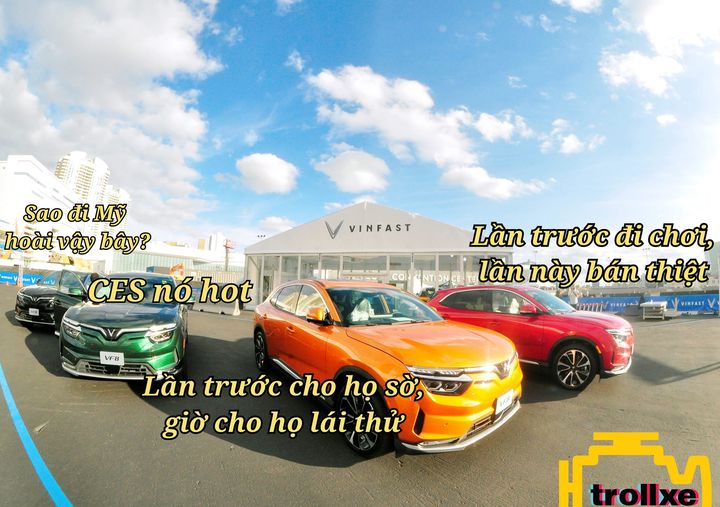 Sao đi Mỹ
hoài vậy bây?
VINFAST
Lần trước đi chơi,
lần này bán thiệt
CES nó hot
VINFAST
VF8
Lần trước cho họ sờ,
giờ cho họ lái thử
trollxe